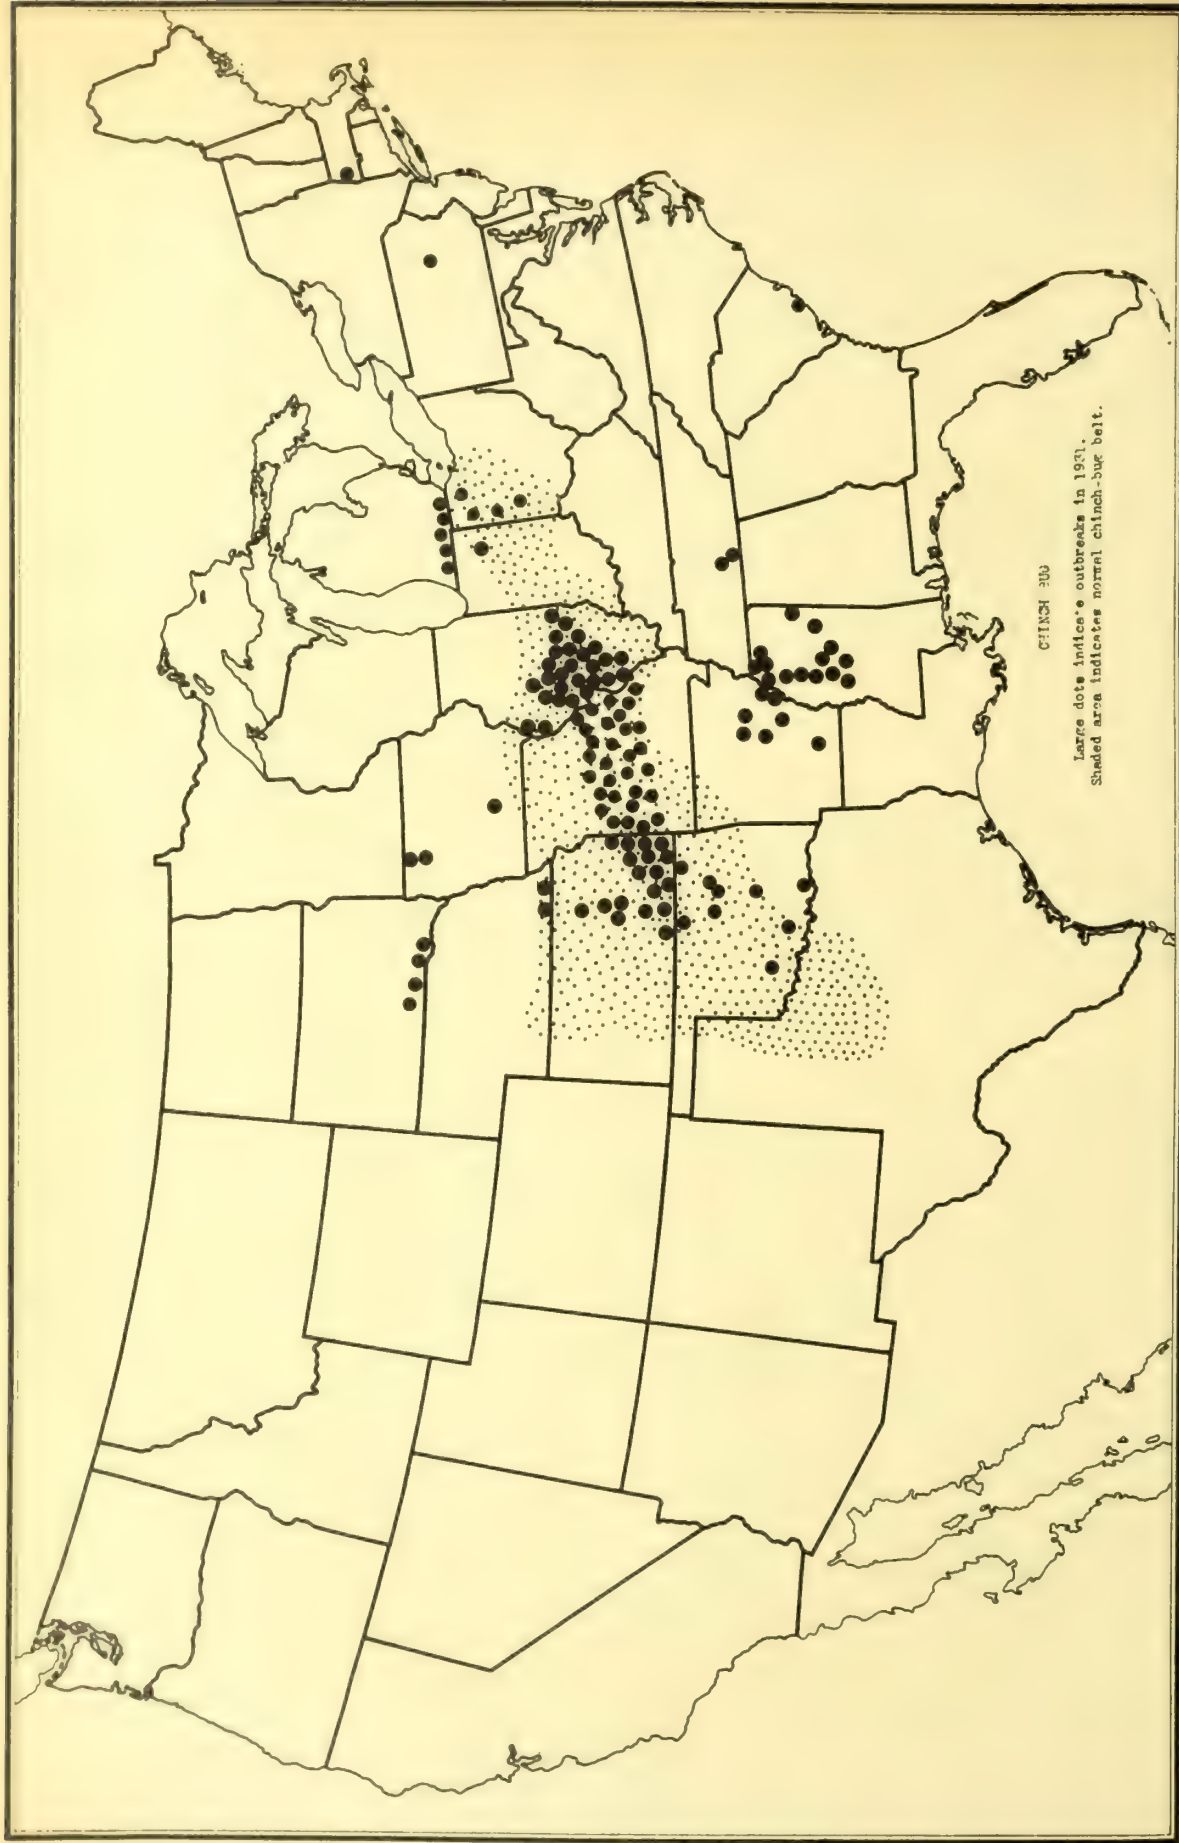 CHINCH BUG
Large dots indicate outbreaks in 1931.
Shaded area indicates normal chinch-bug belt.